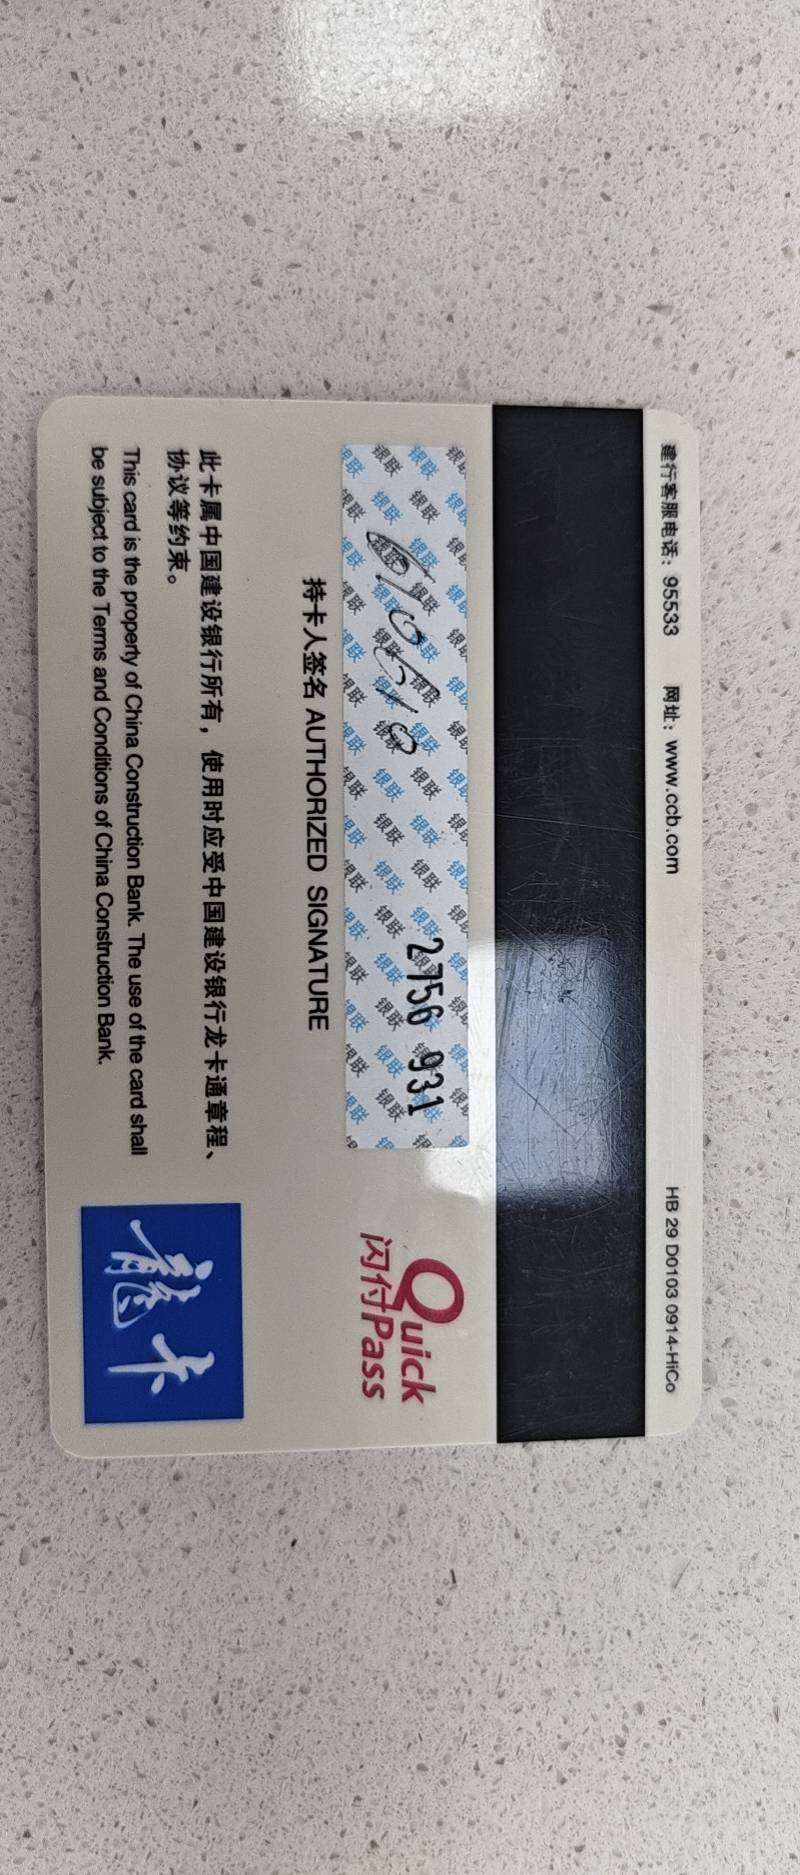 建行客服电话：95533 网址：www.ccb.com HB 29 D0103 0914-HiCo
2756 931
持卡人签名 AUTHORIZED SIGNATURE
Quick
闪付Pass
此卡属中国建设银行所有，使用时应受中国建设银行龙卡通章程、
协议等约束。
This card is the property of China Construction Bank. The use of the card shall
be subject to the Terms and Conditions of China Construction Bank.
龍卡